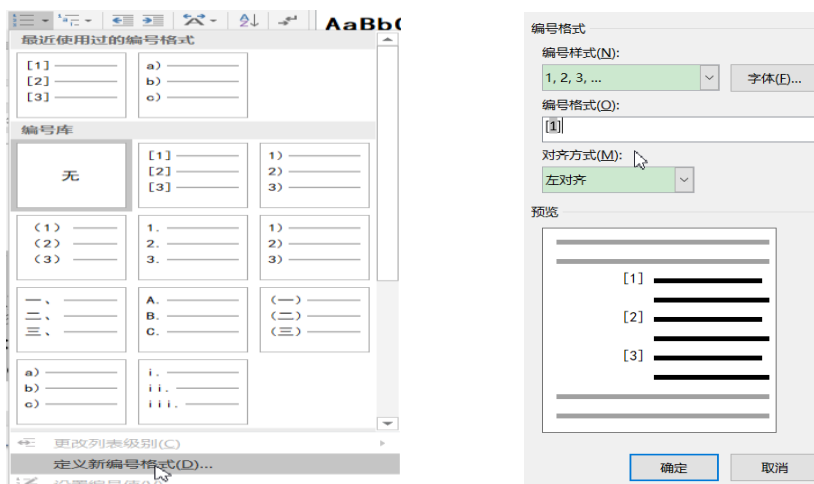 AaBb
最近使用过的编号格式
[1]
[2]
[3]
a)
b)
c)
编号库
无
[1]
[2]
[3]
1)
2)
3)
(1)
(2)
(3)
1.
2.
3.
1)
2)
3)
一、
二、
三、
A.
B.
C.
(一)
(二)
(三)
a)
b)
c)
i.
ii.
iii.
更改列表级别(C)
定义新编号格式(D)...
编号格式
编号样式(N):
1, 2, 3, ...
字体(F)...
编号格式(O):
[1]
对齐方式(M):
左对齐
预览
[1]
[2]
[3]
确定
取消